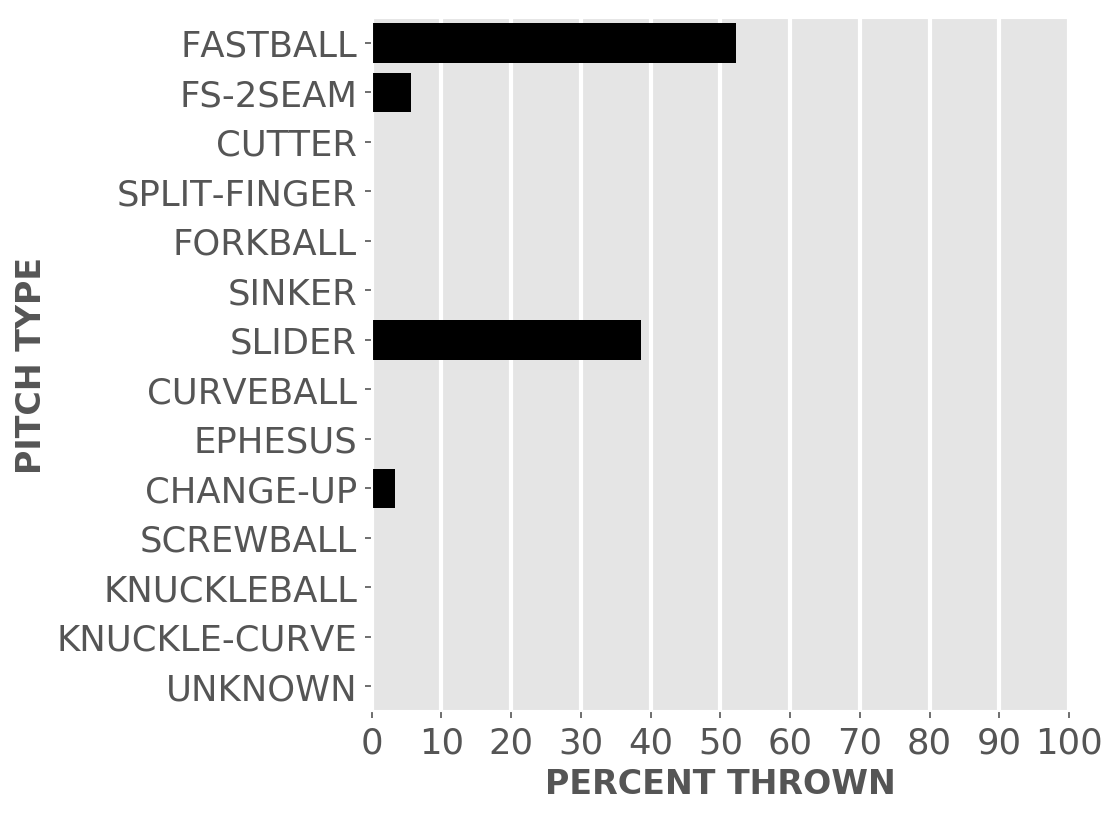 FASTBALL
FS-2SEAM
CUTTER
SPLIT-FINGER
FORKBALL
SINKER
SLIDER
CURVEBALL
EPHESUS
CHANGE-UP
SCREWBALL
KNUCKLEBALL
KNUCKLE-CURVE
UNKNOWN
PITCH TYPE
0 10 20 30 40 50 60 70 80 90 100
PERCENT THROWN